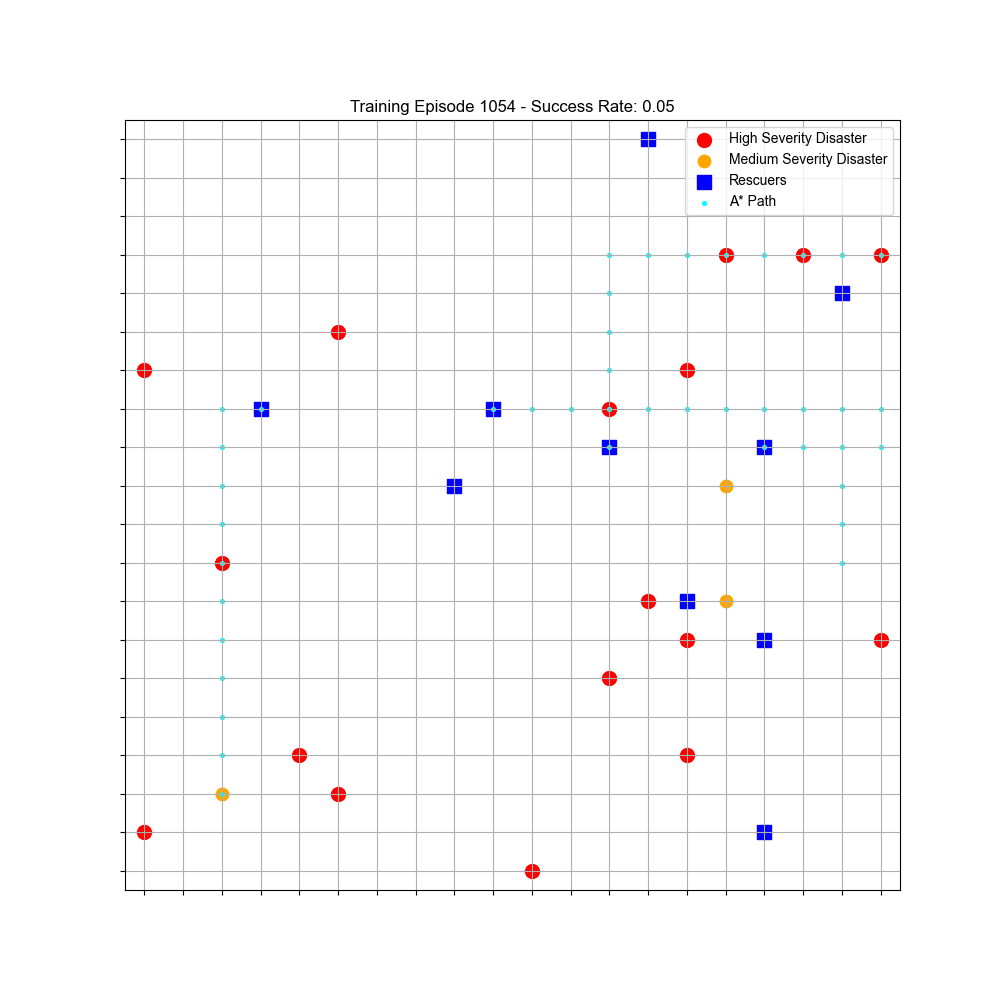 Training Episode 1054 - Success Rate: 0.05
High Severity Disaster
Medium Severity Disaster
Rescuers
A* Path